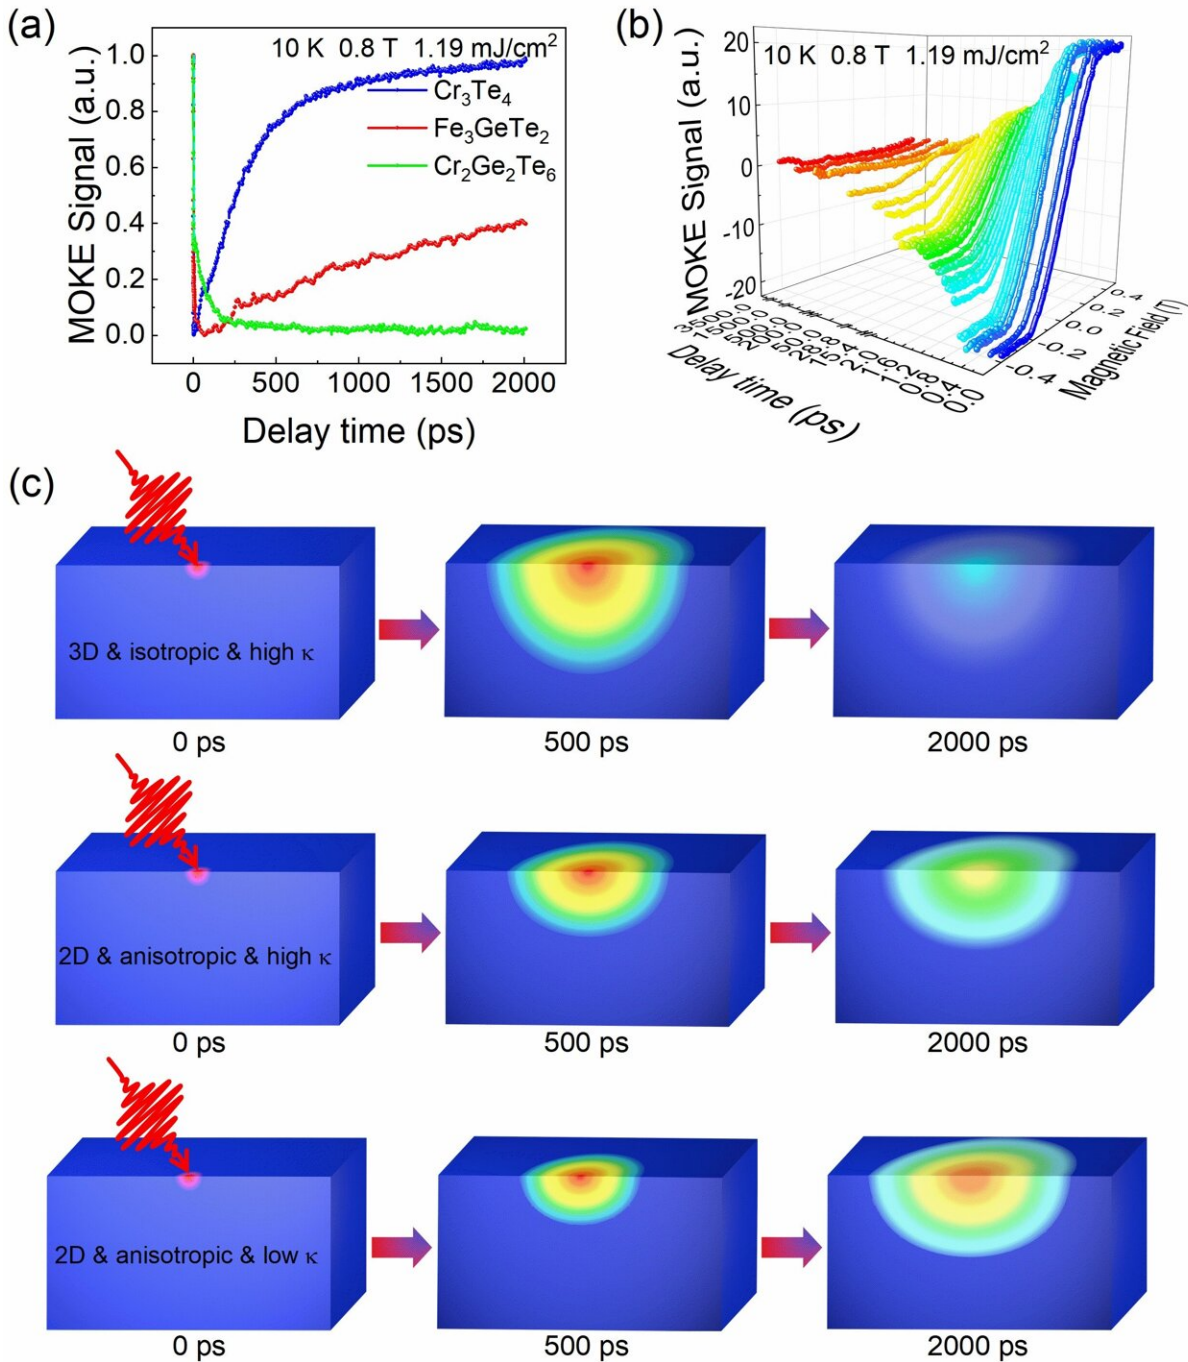 (a)
10 K 0.8 T 1.19 mJ/cm²
Cr₃Te₄
Fe₃GeTe₂
Cr₂Ge₂Te₆
MOKE Signal (a.u.)
1.0
0.8
0.6
0.4
0.2
0.0
0 500 1000 1500 2000
Delay time (ps)
(b)
10 K 0.8 T 1.19 mJ/cm²
MOKE Signal (a.u.)
20
10
0
-10
-20
Delay time (ps)
0.4
0.2
0.0
-0.2
-0.4
Magnetic Field (T)
(c)
3D & isotropic & high κ
0 ps
500 ps
2000 ps
2D & anisotropic & high κ
0 ps
500 ps
2000 ps
2D & anisotropic & low κ
0 ps
500 ps
2000 ps